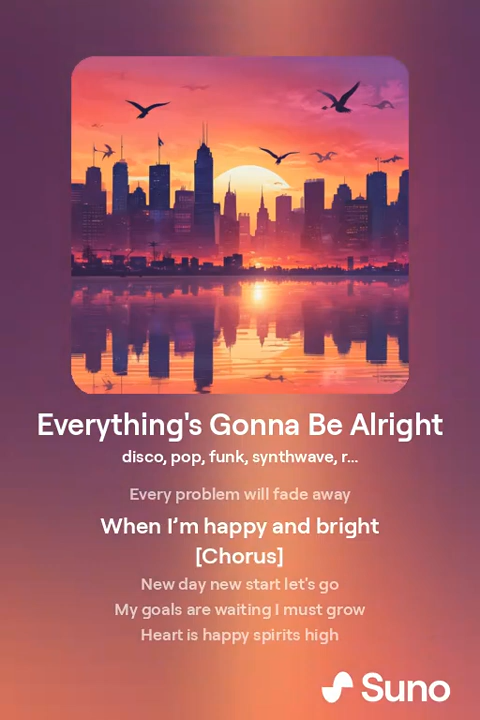 Everything's Gonna Be Alright
disco, pop, funk, synthwave, r...
Every problem will fade away
When I’m happy and bright
[Chorus]
New day new start let's go
My goals are waiting I must grow
Heart is happy spirits high
Suno